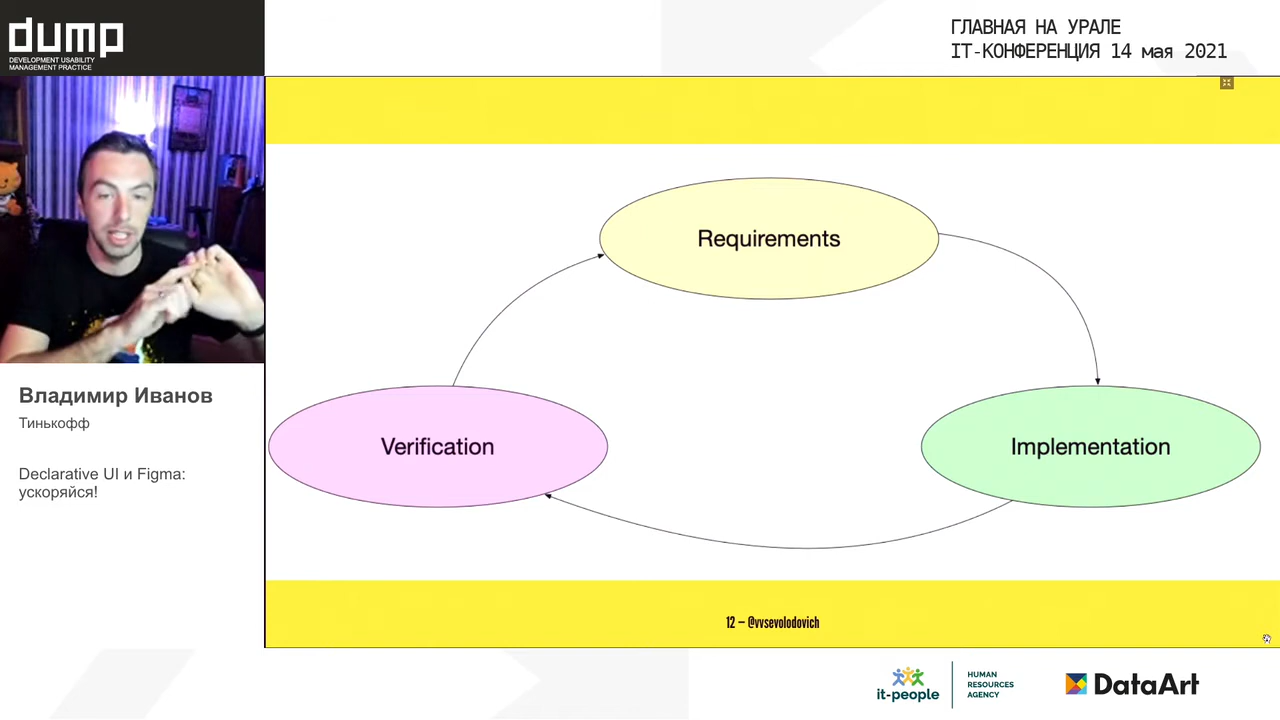 dump
DEVELOPMENT USABILITY
MANAGEMENT PRACTICE
ГЛАВНАЯ НА УРАЛЕ
IT-КОНФЕРЕНЦИЯ 14 мая 2021
Requirements
Verification
Implementation
Владимир Иванов
Тинькофф
Declarative UI и Figma:
ускоряйся!
12 – @vvsevolodovich
it-people
HUMAN
RESOURCES
AGENCY
DataArt